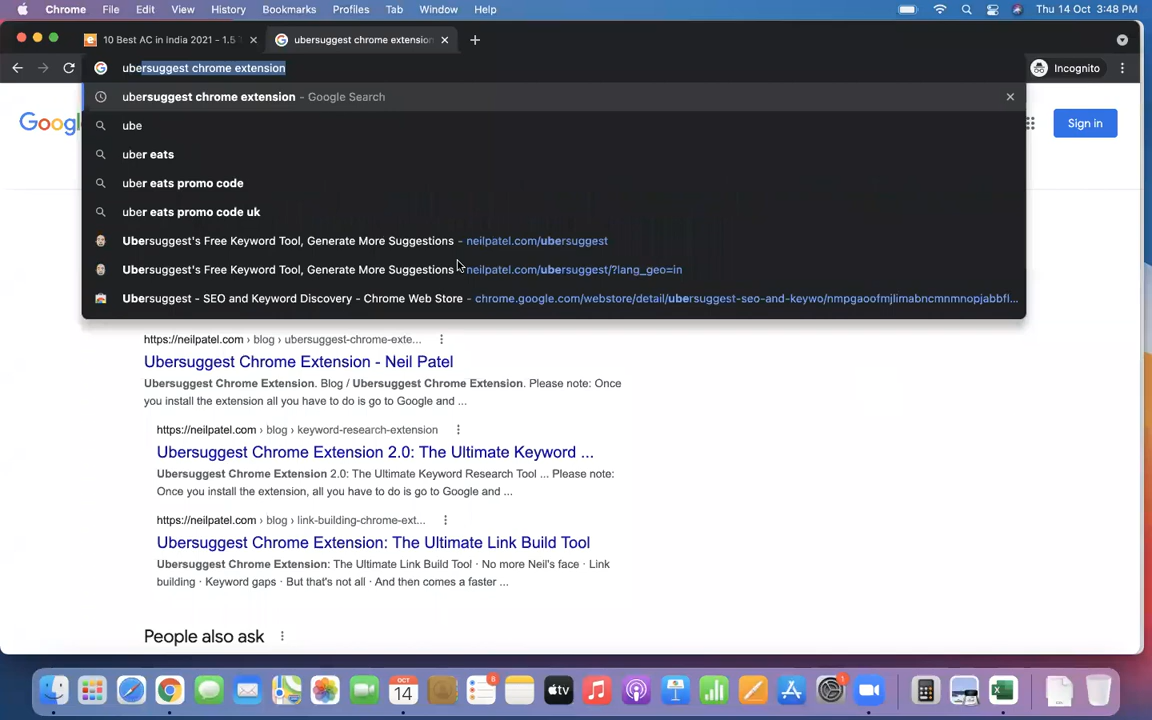 Chrome File Edit View History Bookmarks Profiles Tab Window Help Thu 14 Oct 3:48 PM
10 Best AC in India 2021 - 1.5 ubersuggest chrome extension
ubersuggest chrome extension Incognito
ubersuggest chrome extension - Google Search
ube
uber eats
uber eats promo code
uber eats promo code uk
Ubersuggest's Free Keyword Tool, Generate More Suggestions - neilpatel.com/ubersuggest
Ubersuggest's Free Keyword Tool, Generate More Suggestions - neilpatel.com/ubersuggest/?lang_geo=in
Ubersuggest - SEO and Keyword Discovery - Chrome Web Store - chrome.google.com/webstore/detail/ubersuggest-seo-and-keywo/nmpgaoofmjlimabncmnmnopjabbfl...
Sign in
https://neilpatel.com › blog › ubersuggest-chrome-exte...
Ubersuggest Chrome Extension - Neil Patel
Ubersuggest Chrome Extension. Blog / Ubersuggest Chrome Extension. Please note: Once
you install the extension all you have to do is go to Google and ...
https://neilpatel.com › blog › keyword-research-extension
Ubersuggest Chrome Extension 2.0: The Ultimate Keyword ...
Ubersuggest Chrome Extension 2.0: The Ultimate Keyword Research Tool ... Please note:
Once you install the extension, all you have to do is go to Google and ...
https://neilpatel.com › blog › link-building-chrome-ext...
Ubersuggest Chrome Extension: The Ultimate Link Build Tool
Ubersuggest Chrome Extension: The Ultimate Link Build Tool · No more Neil's face · Link
building · Keyword gaps · But that's not all · And then comes a faster ...
People also ask
OCT
14
8
tv
1